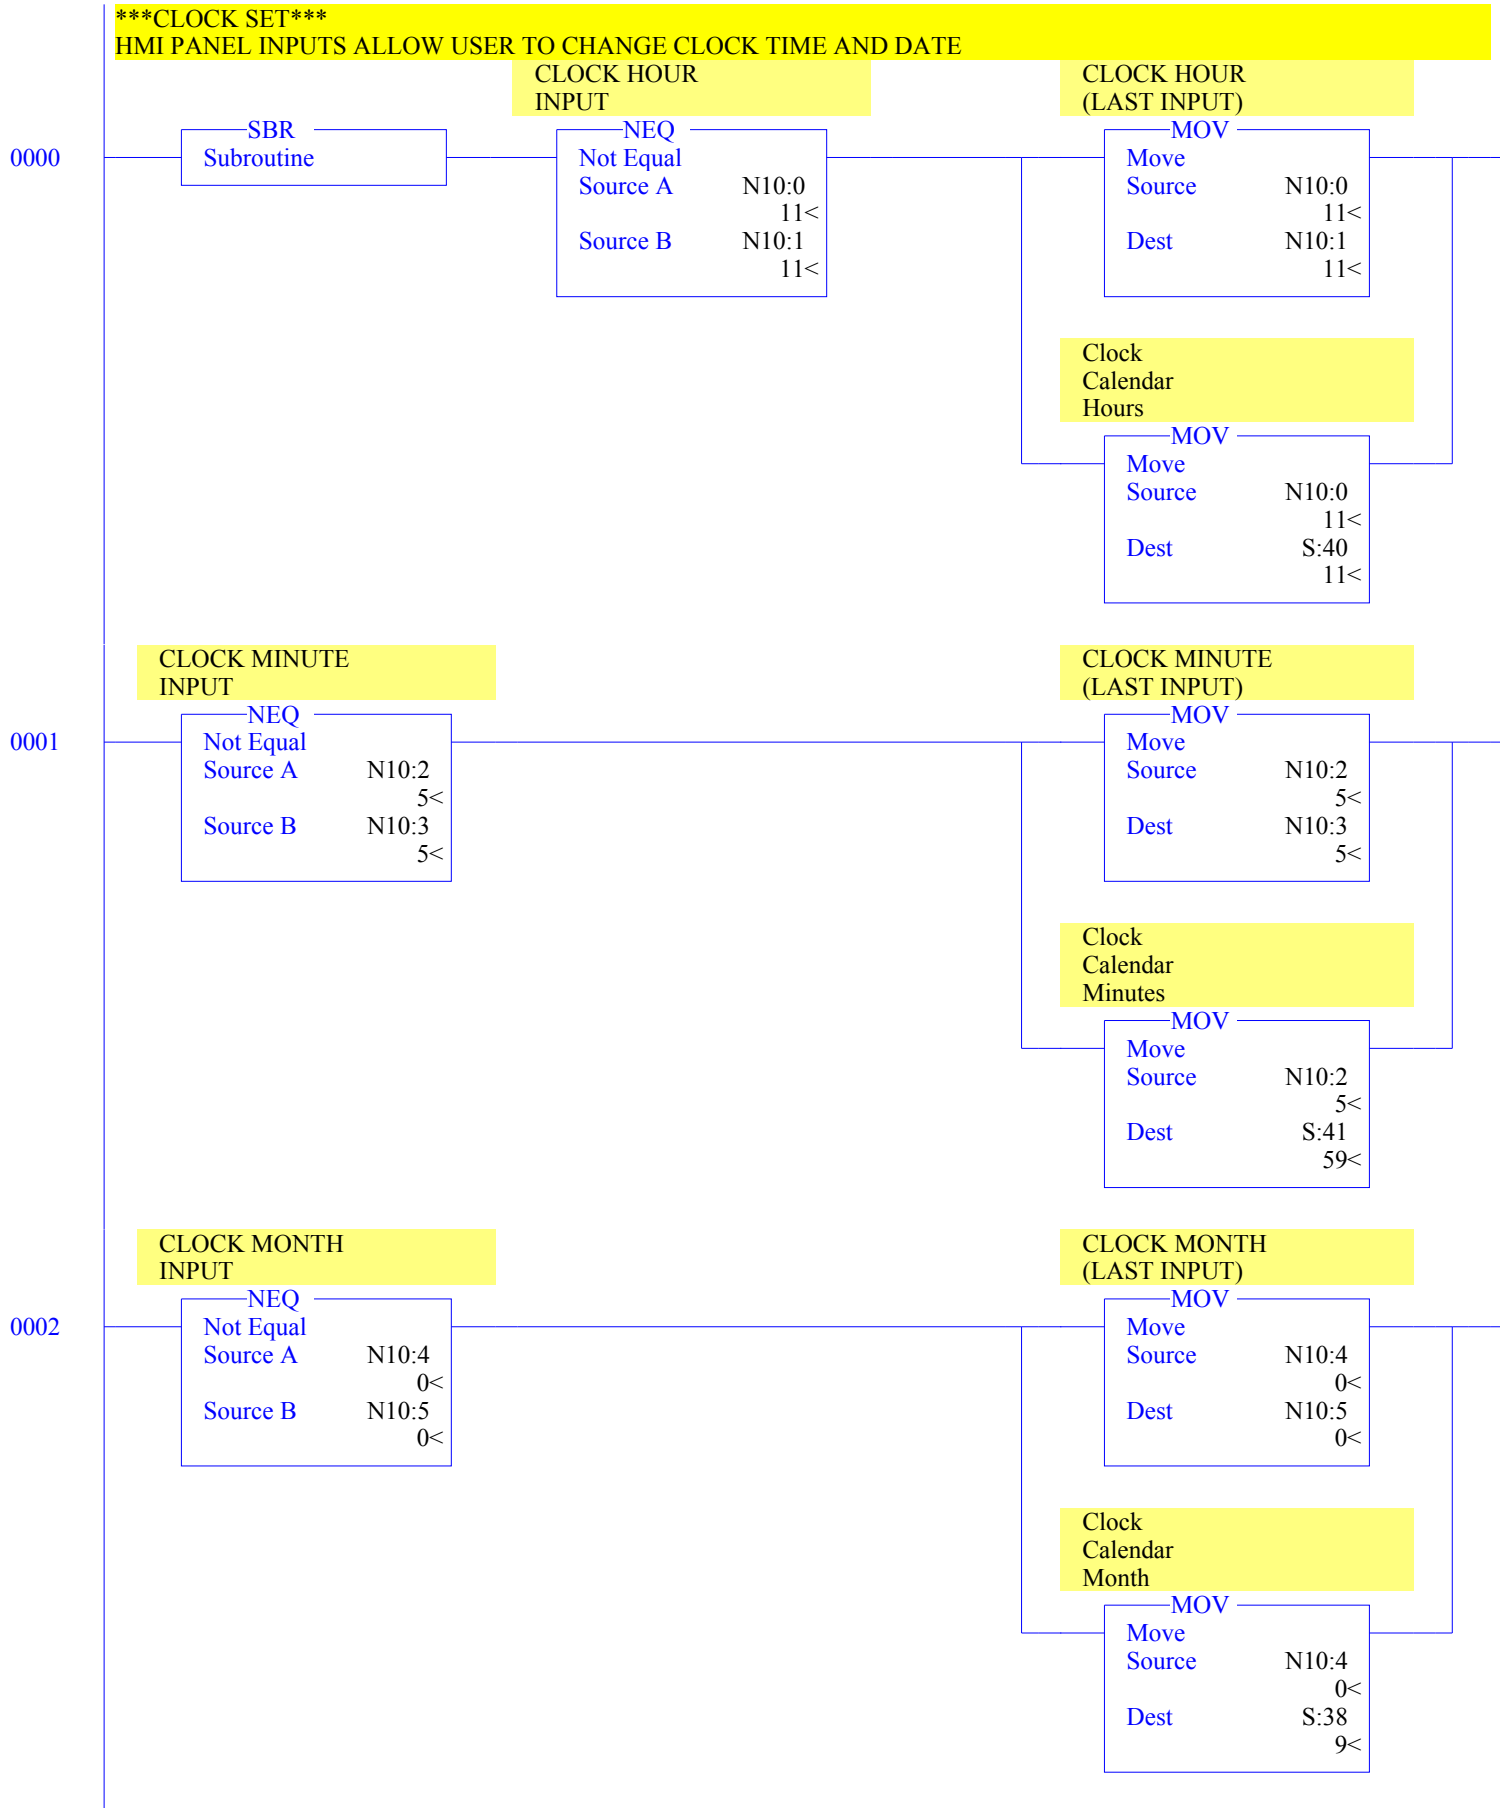 ***CLOCK SET***
HMI PANEL INPUTS ALLOW USER TO CHANGE CLOCK TIME AND DATE
CLOCK HOUR
INPUT
CLOCK HOUR
(LAST INPUT)
0000
SBR
Subroutine
NEQ
Not Equal
Source A N10:0
11<
Source B N10:1
11<
MOV
Move
Source N10:0
11<
Dest N10:1
11<
Clock
Calendar
Hours
MOV
Move
Source N10:0
11<
Dest S:40
11<
CLOCK MINUTE
INPUT
CLOCK MINUTE
(LAST INPUT)
0001
NEQ
Not Equal
Source A N10:2
5<
Source B N10:3
5<
MOV
Move
Source N10:2
5<
Dest N10:3
5<
Clock
Calendar
Minutes
MOV
Move
Source N10:2
5<
Dest S:41
59<
CLOCK MONTH
INPUT
CLOCK MONTH
(LAST INPUT)
0002
NEQ
Not Equal
Source A N10:4
0<
Source B N10:5
0<
MOV
Move
Source N10:4
0<
Dest N10:5
0<
Clock
Calendar
Month
MOV
Move
Source N10:4
0<
Dest S:38
9<